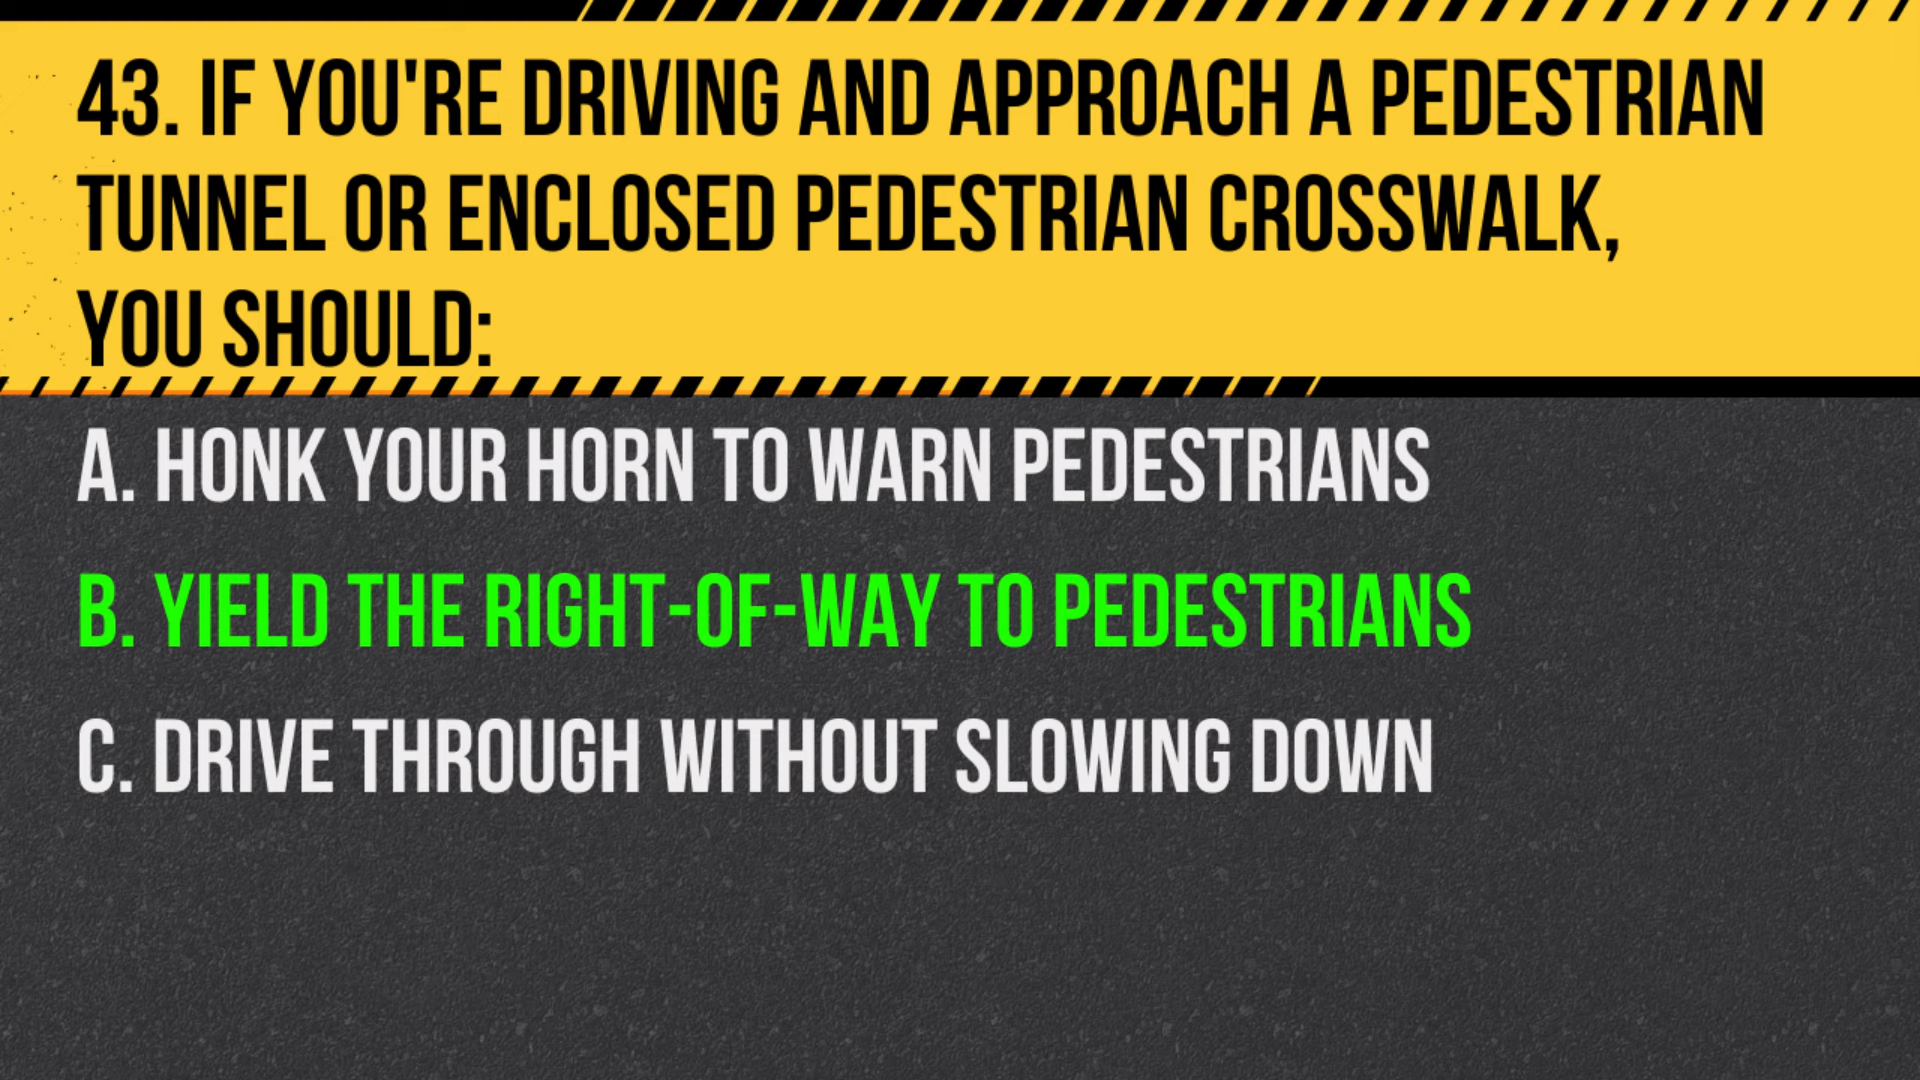 43. IF YOU'RE DRIVING AND APPROACH A PEDESTRIAN
TUNNEL OR ENCLOSED PEDESTRIAN CROSSWALK,
YOU SHOULD:
A. HONK YOUR HORN TO WARN PEDESTRIANS
B. YIELD THE RIGHT-OF-WAY TO PEDESTRIANS
C. DRIVE THROUGH WITHOUT SLOWING DOWN